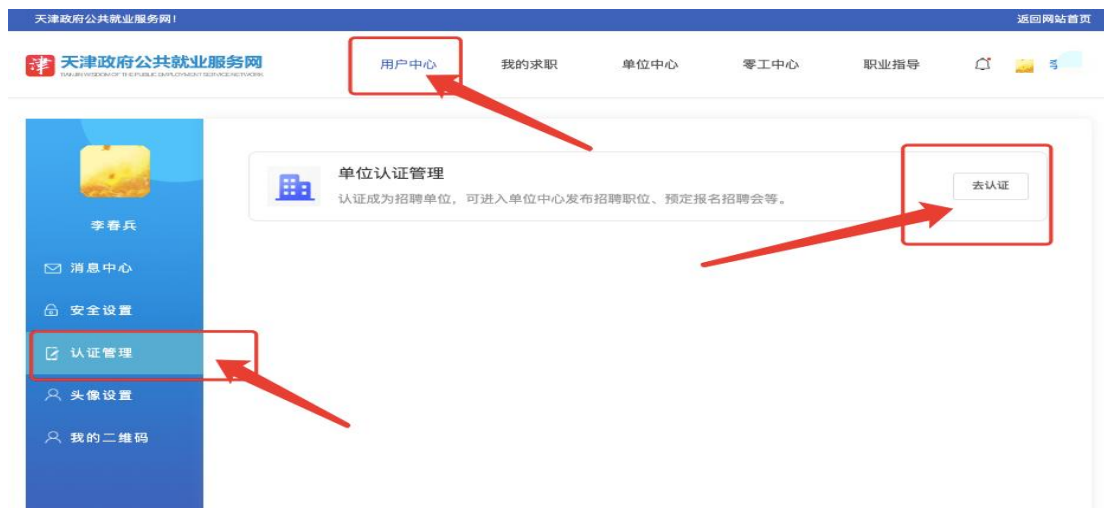 天津政府公共就业服务网!
返回网站首页
津 天津政府公共就业服务网
用户中心
我的求职
单位中心
零工中心
职业指导
单位认证管理
认证成为招聘单位，可进入单位中心发布招聘职位、预定报名招聘会等。
去认证
李春兵
消息中心
安全设置
认证管理
头像设置
我的二维码